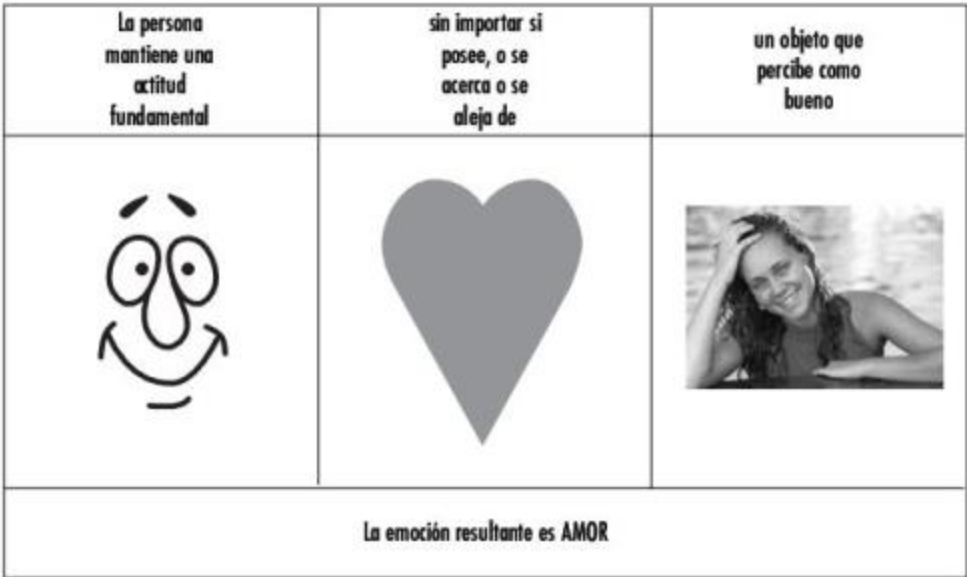 La persona
mantiene una
actitud
fundamental
sin importar si
posee, o se
acerca o se
aleja de
un objeto que
percibe como
bueno
La emoción resultante es AMOR